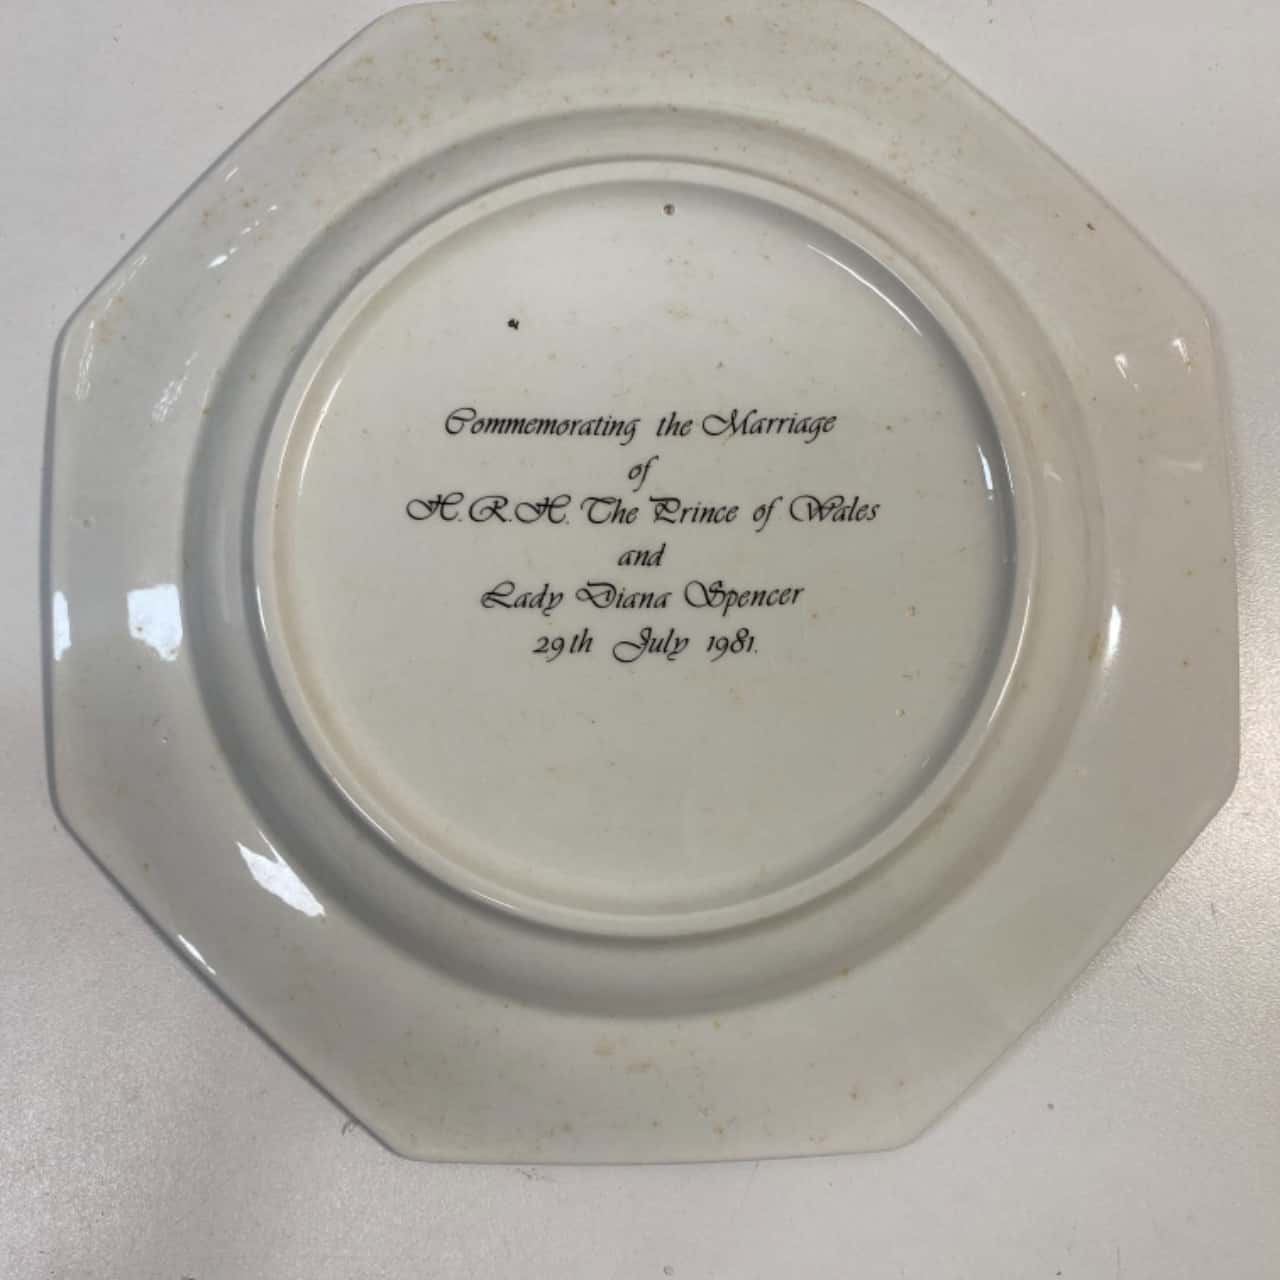 Commemorating the Marriage
of
H.R.H. The Prince of Wales
and
Lady Diana Spencer
29th July 1981.